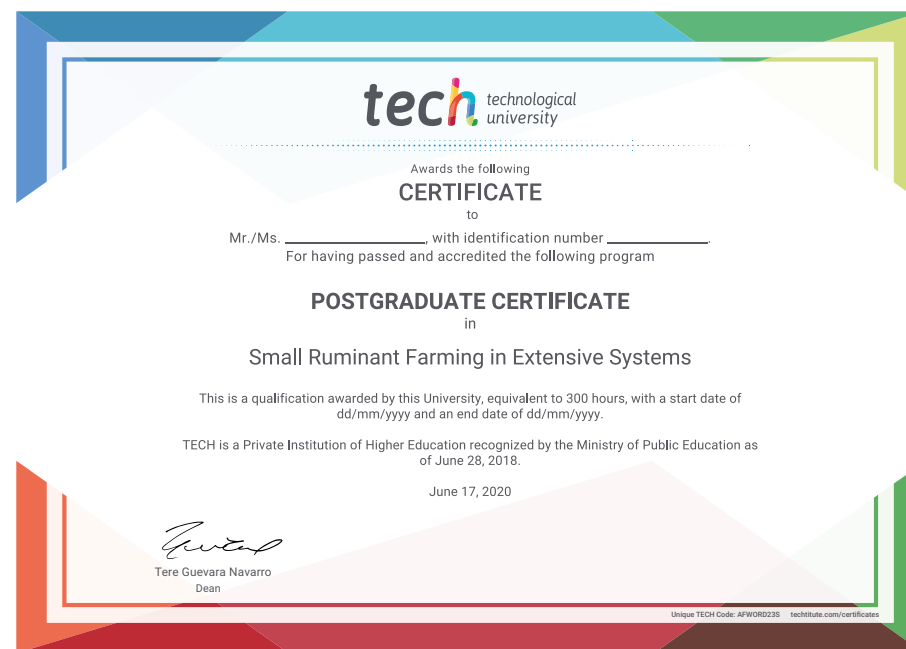 tech technological
university
Awards the following
CERTIFICATE
to
Mr./Ms. ____________________, with identification number ______________.
For having passed and accredited the following program
POSTGRADUATE CERTIFICATE
in
Small Ruminant Farming in Extensive Systems
This is a qualification awarded by this University, equivalent to 300 hours, with a start date of
dd/mm/yyyy and an end date of dd/mm/yyyy.
TECH is a Private Institution of Higher Education recognized by the Ministry of Public Education as
of June 28, 2018.
June 17, 2020
Tere Guevara Navarro
Dean
Unique TECH Code: AFWORD23S techtitute.com/certificates